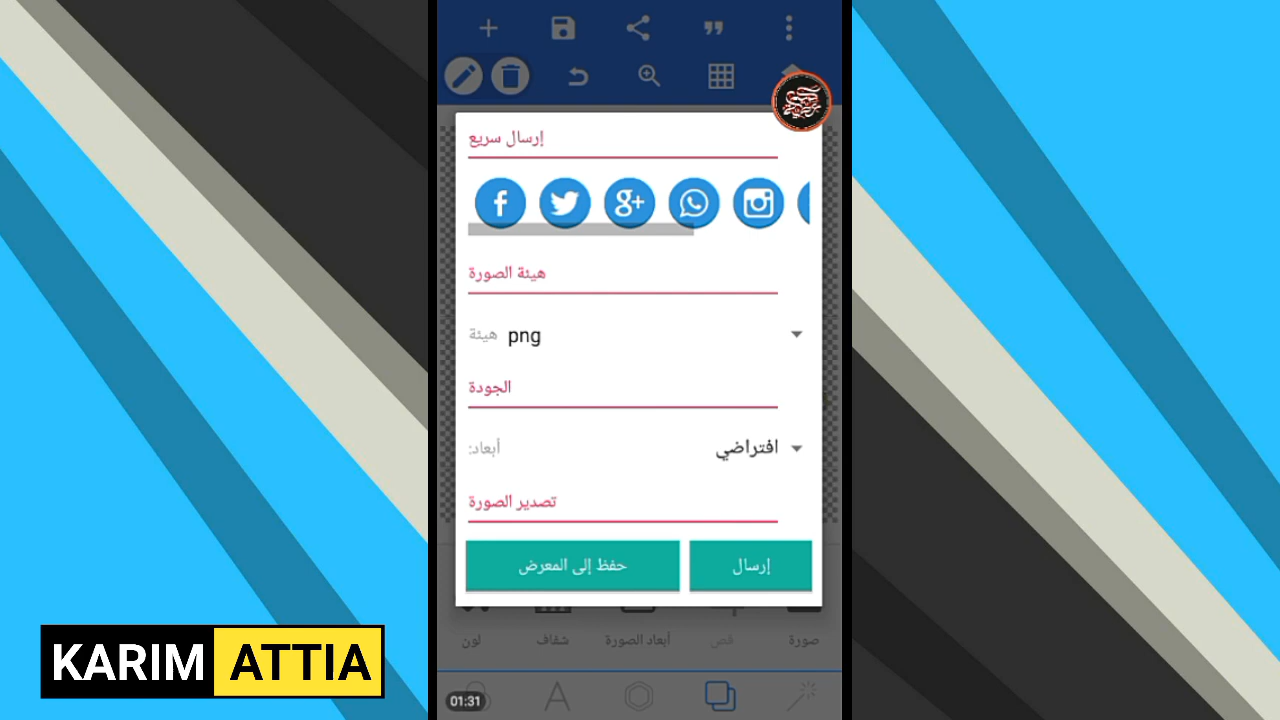 إرسال سريع
هيئة الصورة
هيئة png
الجودة
أبعاد: افتراضي
تصدير الصورة
حفظ إلى المعرض
إرسال
لون
شفاف
أبعاد الصورة
قص
صورة
01:31
KARIM ATTIA